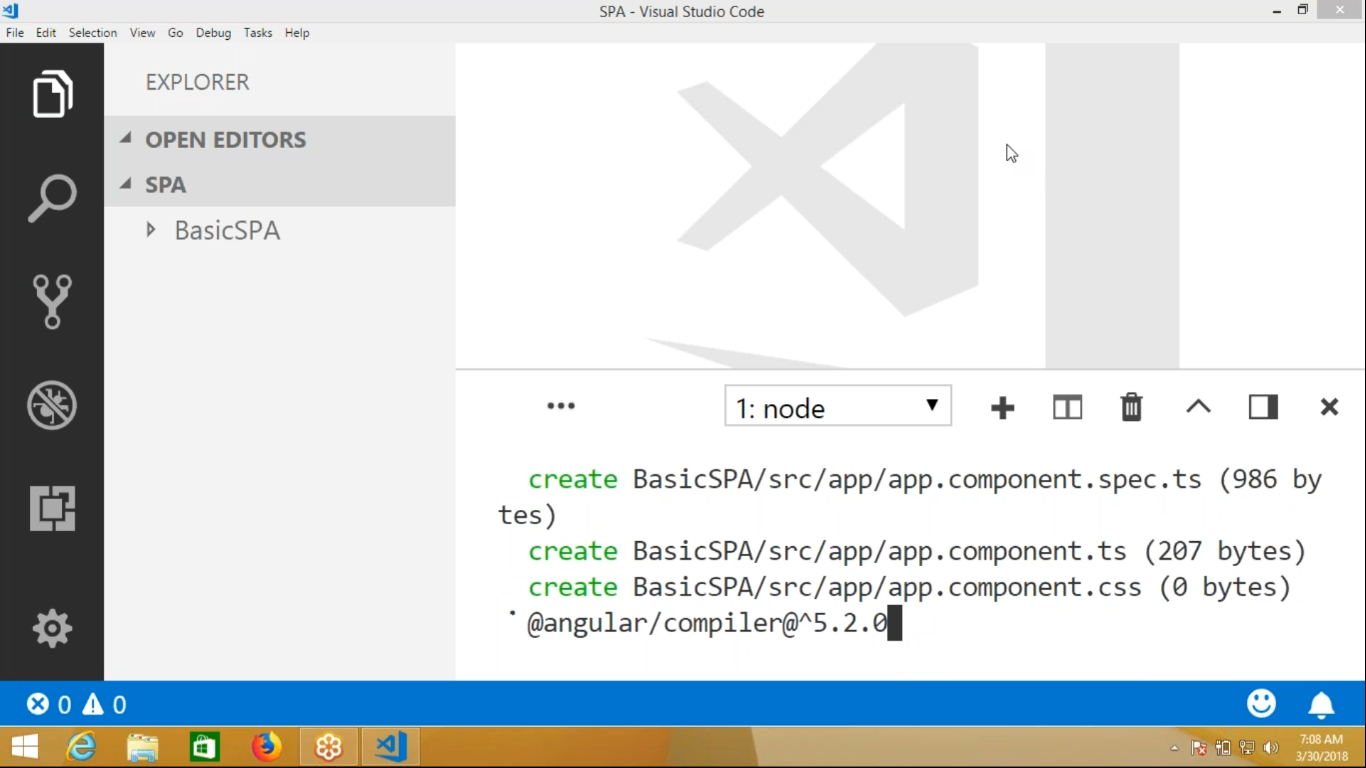 SPA - Visual Studio Code
File Edit Selection View Go Debug Tasks Help
EXPLORER
OPEN EDITORS
SPA
BasicSPA
1: node
create BasicSPA/src/app/app.component.spec.ts (986 by
tes)
create BasicSPA/src/app/app.component.ts (207 bytes)
create BasicSPA/src/app/app.component.css (0 bytes)
@angular/compiler@^5.2.0
0 0
7:08 AM
3/30/2018